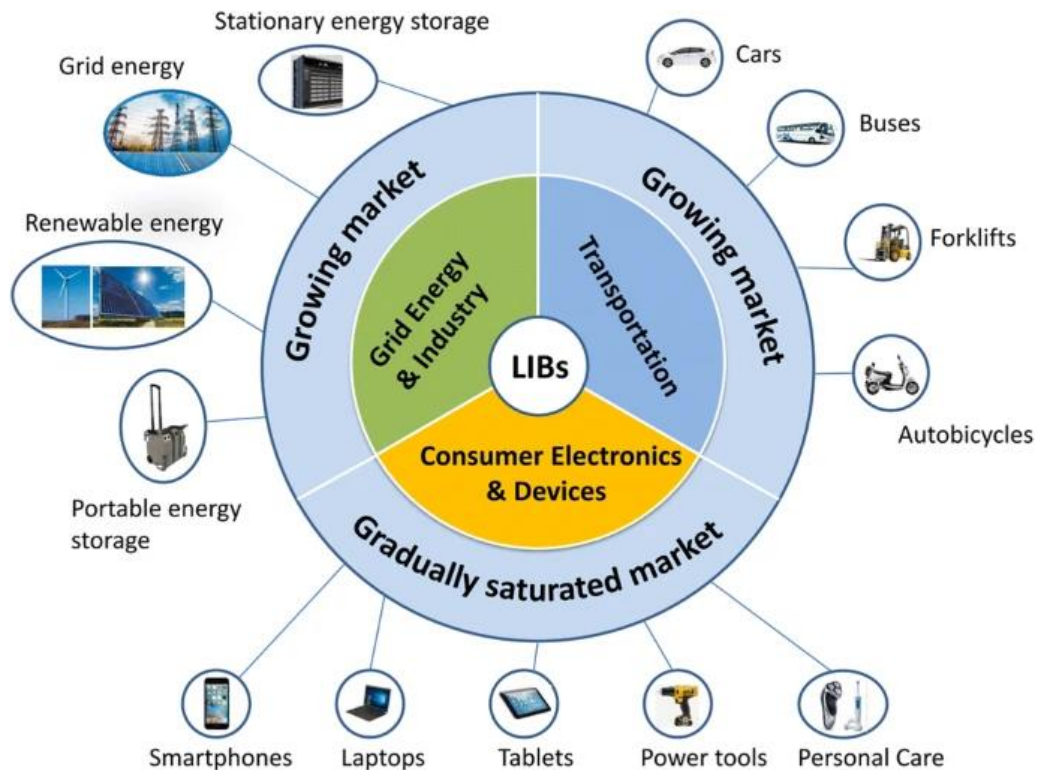 Stationary energy storage
Grid energy
Renewable energy
Portable energy
storage
Cars
Buses
Forklifts
Autobicycles
Growing market
Growing market
Gradually saturated market
Grid Energy
& Industry
Transportation
LIBs
Consumer Electronics
& Devices
Smartphones
Laptops
Tablets
Power tools
Personal Care